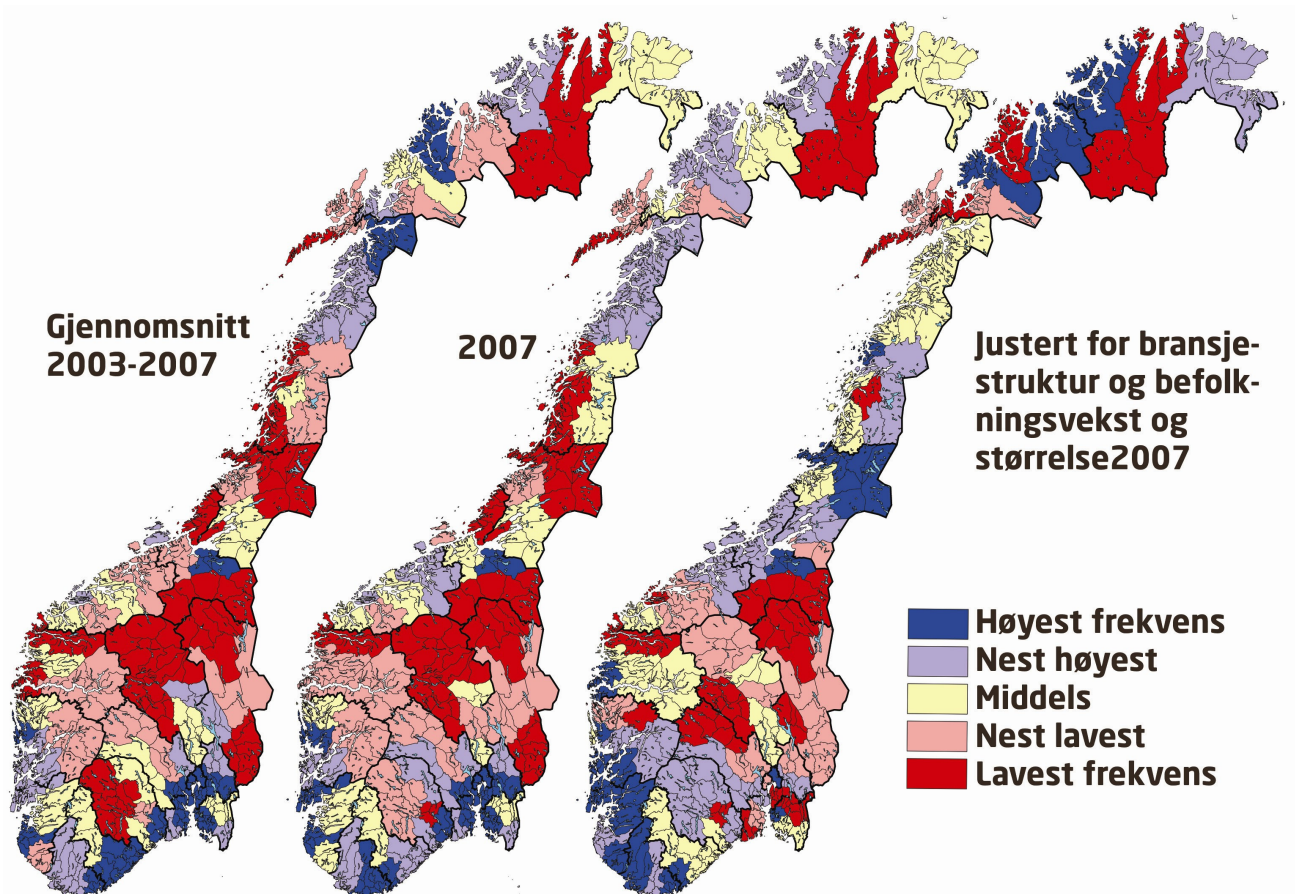 Gjennomsnitt
2003-2007
2007
Justert for bransje-
struktur og befolk-
ningsvekst og
størrelse2007
Høyest frekvens
Nest høyest
Middels
Nest lavest
Lavest frekvens